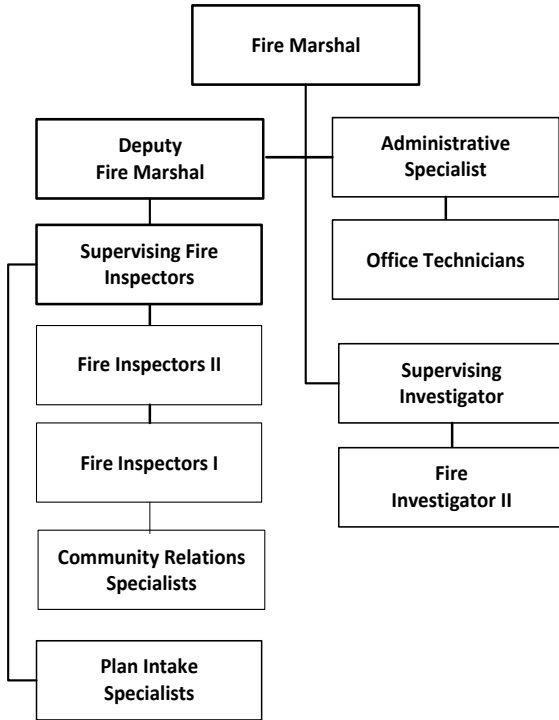 Fire Marshal
Deputy
Fire Marshal
Administrative
Specialist
Supervising Fire
Inspectors
Office Technicians
Fire Inspectors II
Supervising
Investigator
Fire Inspectors I
Fire
Investigator II
Community Relations
Specialists
Plan Intake
Specialists